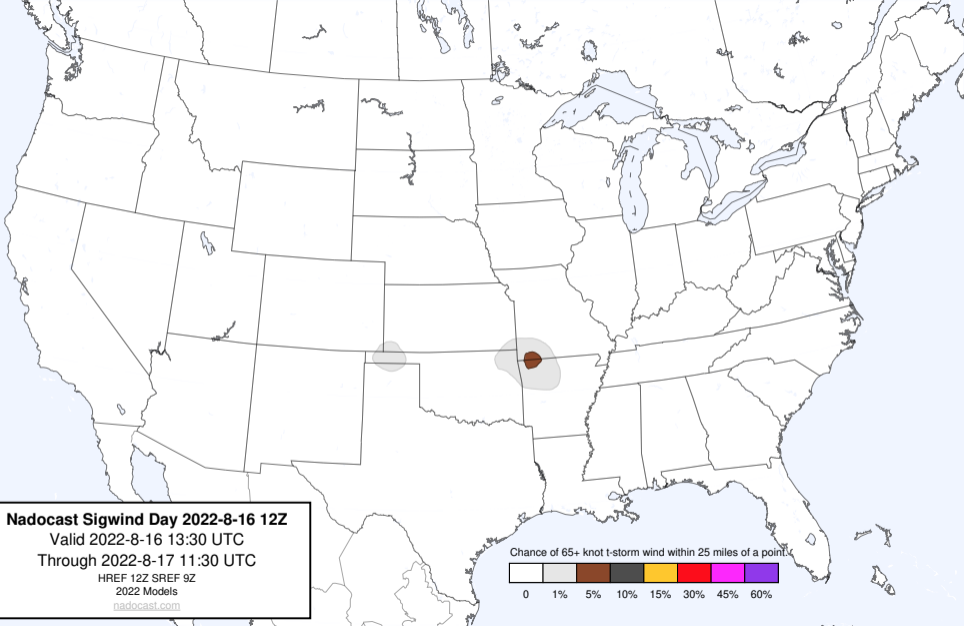 Nadocast Sigwind Day 2022-8-16 12Z
Valid 2022-8-16 13:30 UTC
Through 2022-8-17 11:30 UTC
HREF 12Z SREF 9Z
2022 Models
nadocast.com
Chance of 65+ knot t-storm wind within 25 miles of a point.
0 1% 5% 10% 15% 30% 45% 60%